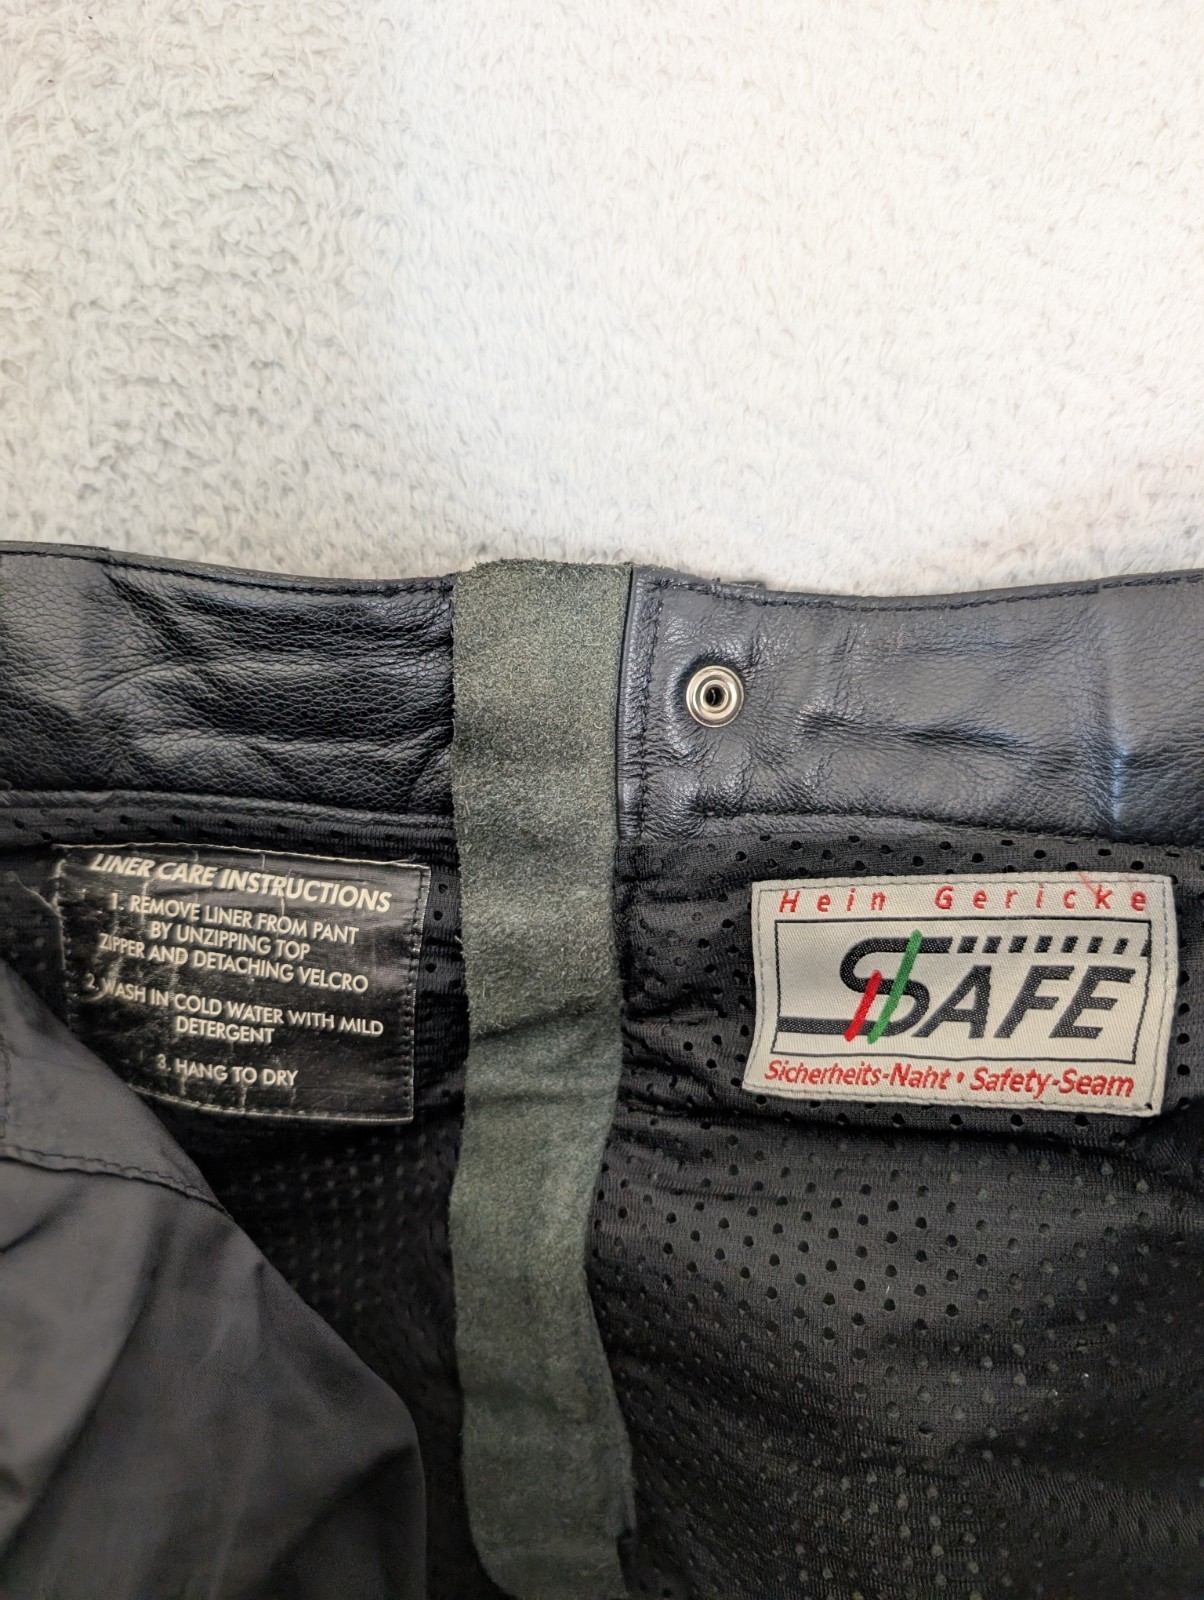 LINER CARE INSTRUCTIONS
1. REMOVE LINER FROM PANT
BY UNZIPPING TOP
ZIPPER AND DETACHING VELCRO
2. WASH IN COLD WATER WITH MILD
DETERGENT
3. HANG TO DRY
Hein Gericke
SAFE
Sicherheits-Naht • Safety-Seam